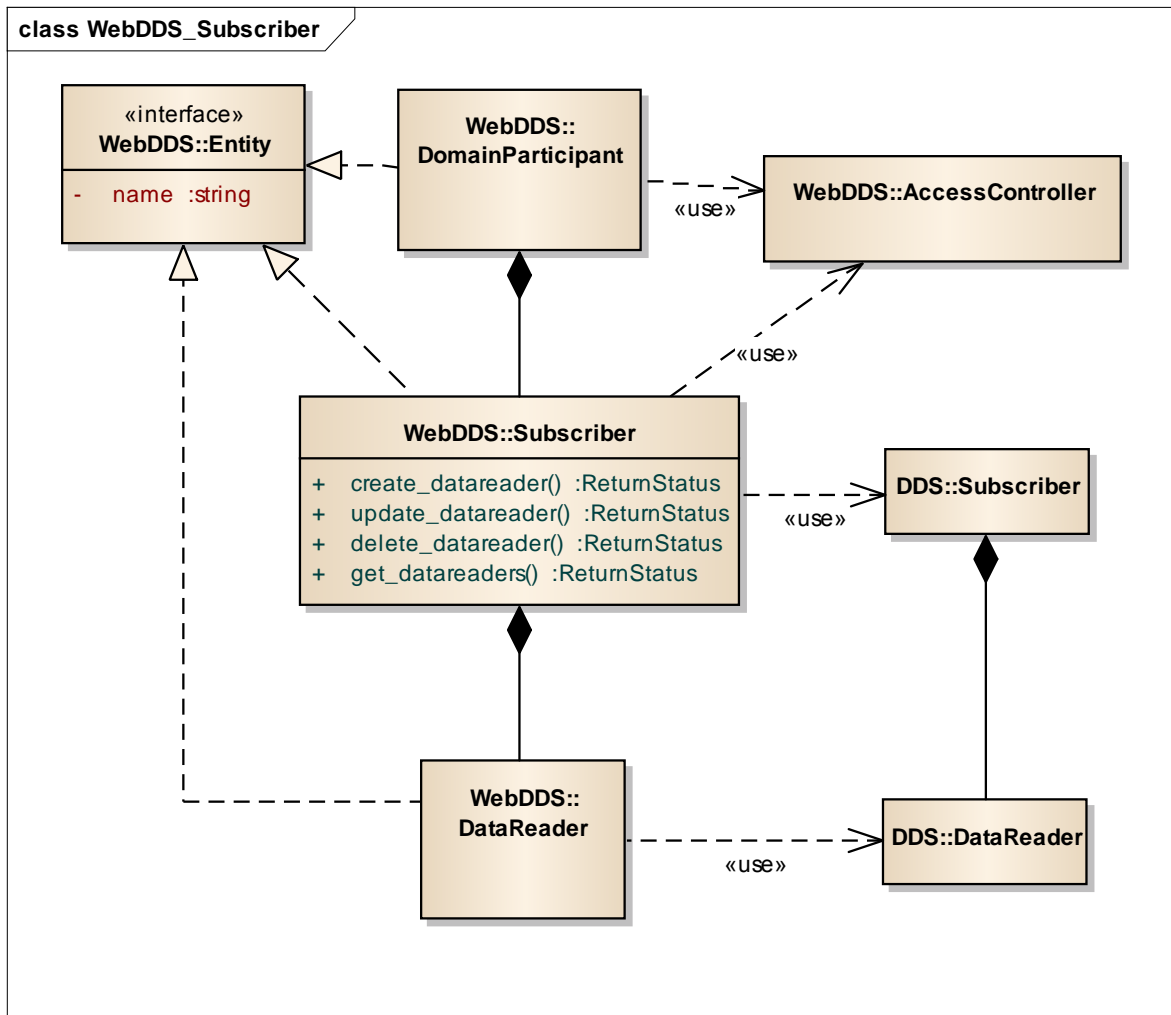 class WebDDS_Subscriber
«interface»
WebDDS::Entity
- name :string
WebDDS::
DomainParticipant
WebDDS::AccessController
«use»
«use»
WebDDS::Subscriber
+ create_datareader() :ReturnStatus
+ update_datareader() :ReturnStatus
+ delete_datareader() :ReturnStatus
+ get_datareaders() :ReturnStatus
DDS::Subscriber
«use»
WebDDS::
DataReader
DDS::DataReader
«use»